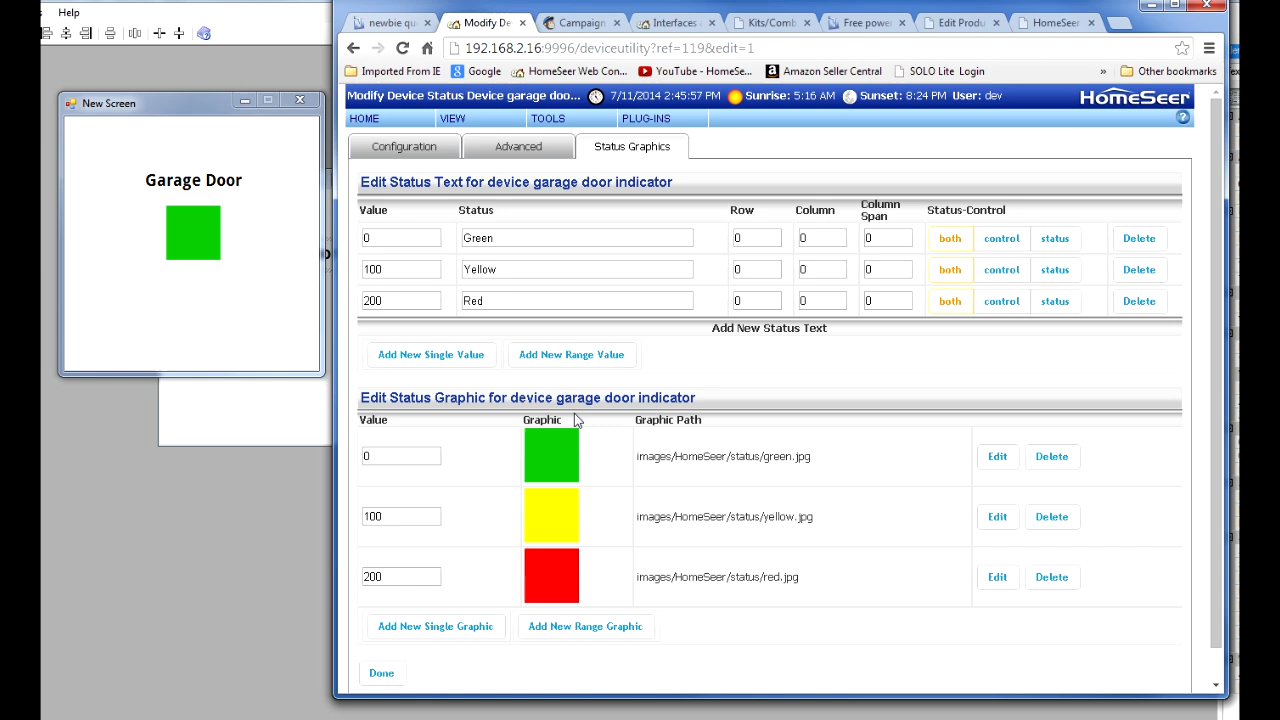 Help
newbie qu
Modify De
Campaign
Interfaces
Kits/Comb
Free power
Edit Produ
HomeSeer
192.168.2.16:9996/deviceutility?ref=119&edit=1
Imported From IE
Google
HomeSeer Web Con...
YouTube - HomeSe...
Amazon Seller Central
SOLO Lite Login
»
Other bookmarks
New Screen
Garage Door
Modify Device Status Device garage doo...
7/11/2014 2:45:57 PM
Sunrise: 5:16 AM
Sunset: 8:24 PM
User: dev
HomeSeer
HOME VIEW TOOLS PLUG-INS
Configuration Advanced Status Graphics
Edit Status Text for device garage door indicator
Value Status Row Column Column Span Status-Control
0 Green 0 0 0 both control status Delete
100 Yellow 0 0 0 both control status Delete
200 Red 0 0 0 both control status Delete
Add New Status Text
Add New Single Value Add New Range Value
Edit Status Graphic for device garage door indicator
Value Graphic Graphic Path
0 images/HomeSeer/status/green.jpg Edit Delete
100 images/HomeSeer/status/yellow.jpg Edit Delete
200 images/HomeSeer/status/red.jpg Edit Delete
Add New Single Graphic Add New Range Graphic
Done